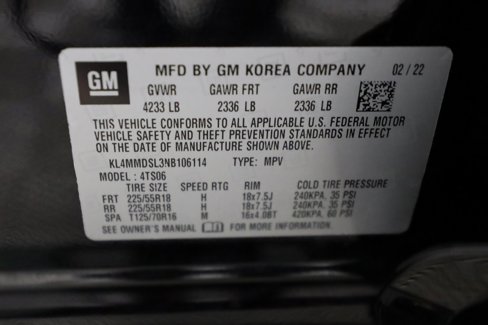 GM
MFD BY GM KOREA COMPANY 02/22
GVWR GAWR FRT GAWR RR
4233 LB 2336 LB 2336 LB
THIS VEHICLE CONFORMS TO ALL APPLICABLE U.S. FEDERAL MOTOR
VEHICLE SAFETY AND THEFT PREVENTION STANDARDS IN EFFECT
ON THE DATE OF MANUFACTURE SHOWN ABOVE.
KL4MMDSL3NB106114 TYPE: MPV
MODEL: 4TS06
TIRE SIZE SPEED RTG RIM COLD TIRE PRESSURE
FRT 225/55R18 H 18x7.5J 240KPA, 35 PSI
RR 225/55R18 H 18x7.5J 240KPA, 35 PSI
SPA T125/70R16 M 16x4.0BT 420KPA, 60 PSI
SEE OWNER'S MANUAL FOR MORE INFORMATION.